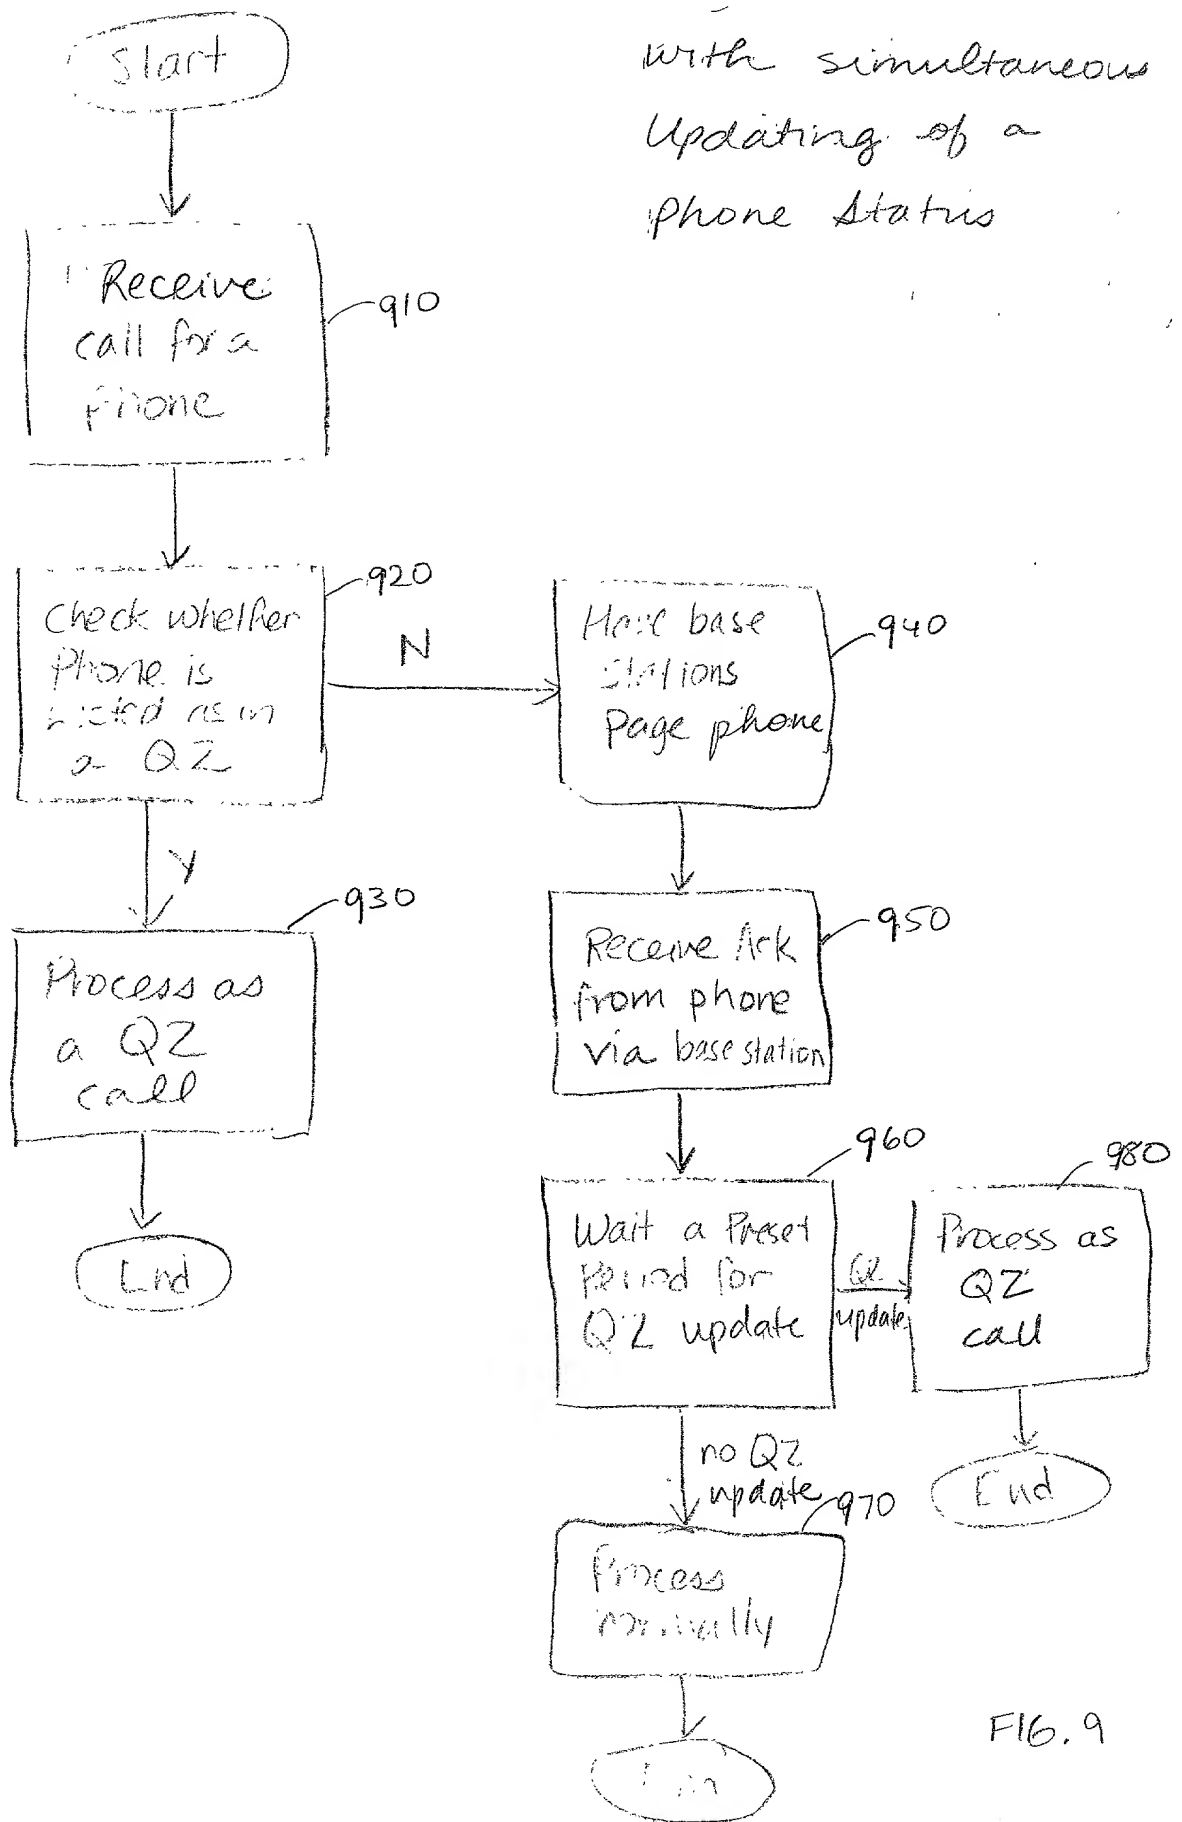 Start
with simultaneous
Updating of a
Phone Status
Receive
call for a
phone
910
Check whether
Phone is
listed as in
a QZ
920
N
Y
Have base
stations
Page phone
940
Process as
a QZ
call
930
End
Receive Ack
from phone
via base station
950
Wait a Preset
Period for
QZ update
960
QZ
update
Process as
QZ
call
980
End
no QZ
update
Process
normally
970
FIG. 9